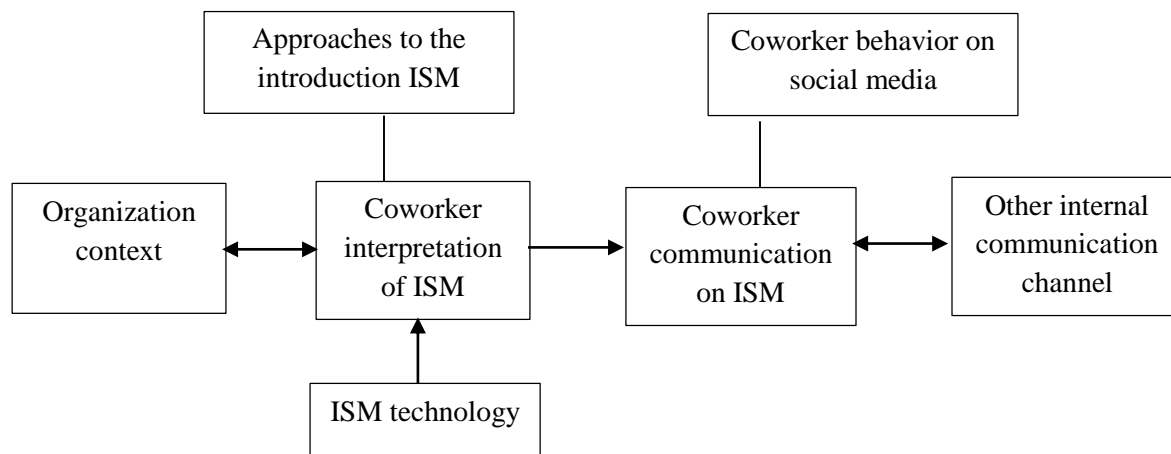 Approaches to the
introduction ISM
Coworker behavior on
social media
Organization
context
Coworker
interpretation
of ISM
Coworker
communication
on ISM
Other internal
communication
channel
ISM technology